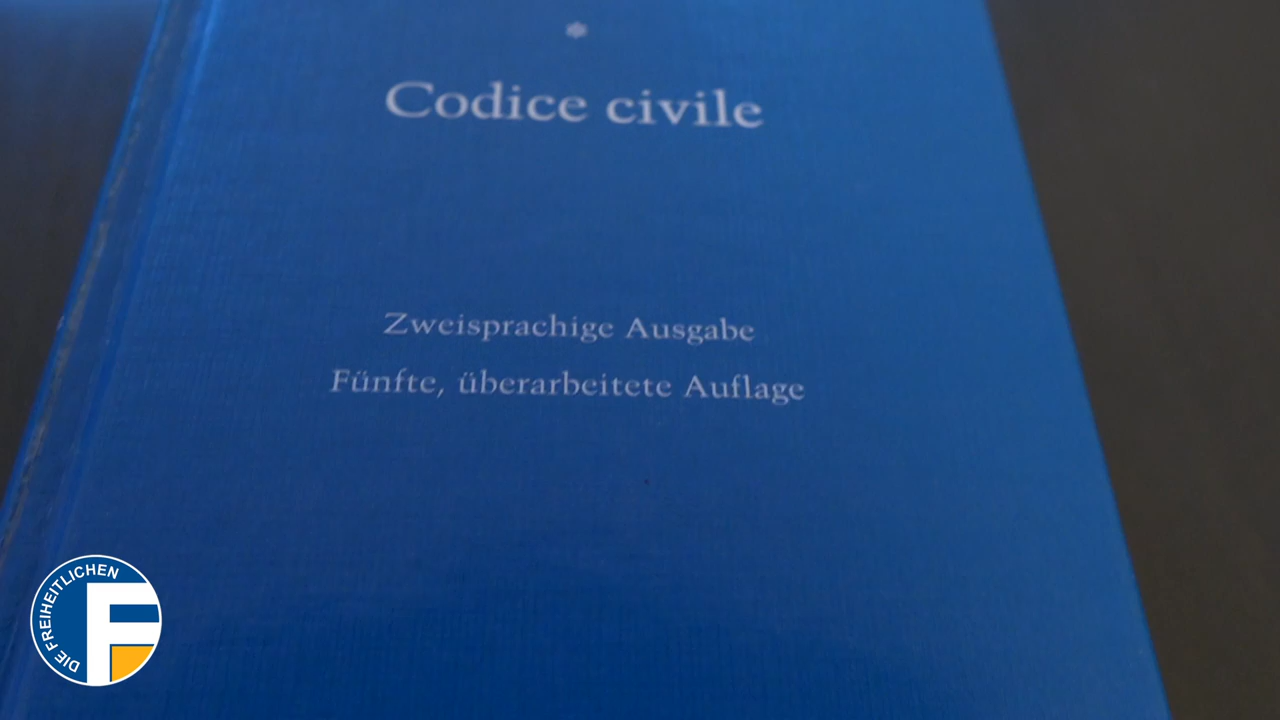 *
Codice civile
Zweisprachige Ausgabe
Fünfte, überarbeitete Auflage
DIE FREIHEITLICHEN
F